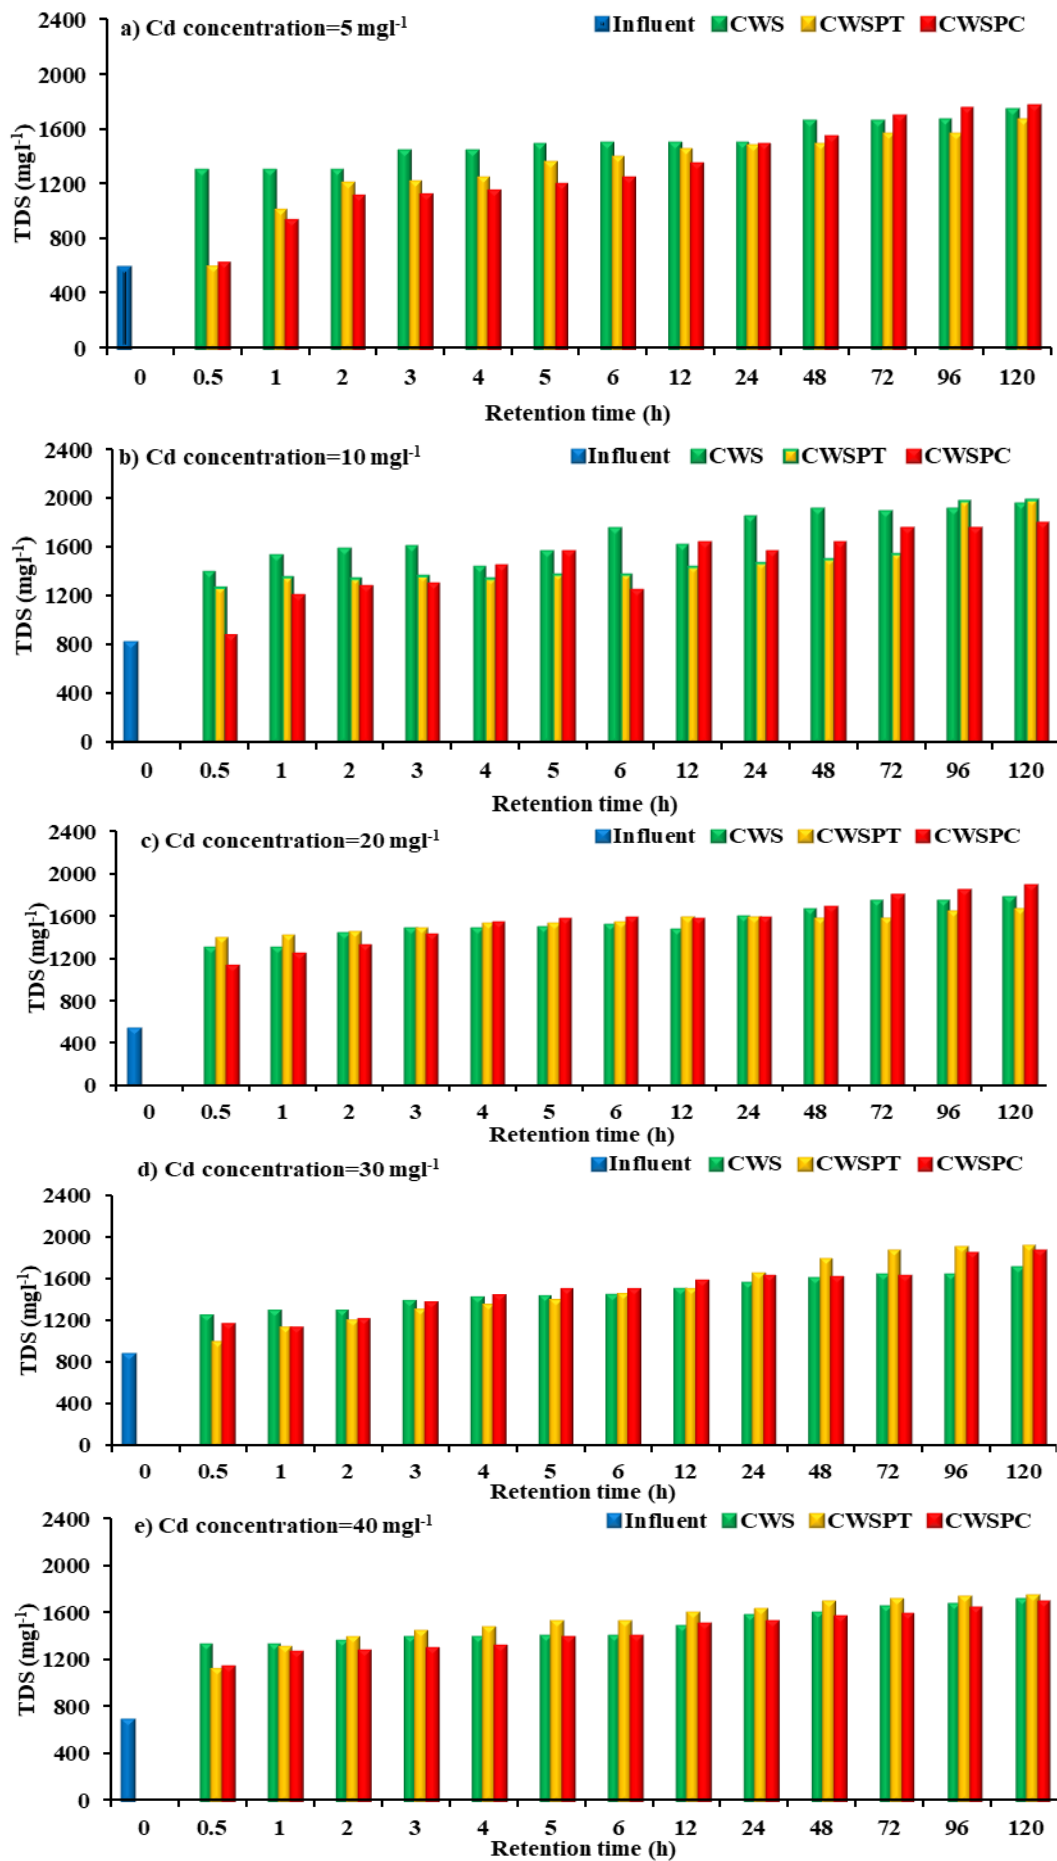 a) Cd concentration=5 mgl-1
Influent CWS CWSPT CWSPC
2400
2000
1600
1200
800
400
0
TDS (mgl-1)
0 0.5 1 2 3 4 5 6 12 24 48 72 96 120
Retention time (h)
b) Cd concentration=10 mgl-1
Influent CWS CWSPT CWSPC
2400
2000
1600
1200
800
400
0
TDS (mgl-1)
0 0.5 1 2 3 4 5 6 12 24 48 72 96 120
Retention time (h)
c) Cd concentration=20 mgl-1
Influent CWS CWSPT CWSPC
2400
2000
1600
1200
800
400
0
TDS (mgl-1)
0 0.5 1 2 3 4 5 6 12 24 48 72 96 120
Retention time (h)
d) Cd concentration=30 mgl-1
Influent CWS CWSPT CWSPC
2400
2000
1600
1200
800
400
0
TDS (mgl-1)
0 0.5 1 2 3 4 5 6 12 24 48 72 96 120
Retention time (h)
e) Cd concentration=40 mgl-1
Influent CWS CWSPT CWSPC
2400
2000
1600
1200
800
400
0
TDS (mgl-1)
0 0.5 1 2 3 4 5 6 12 24 48 72 96 120
Retention time (h)